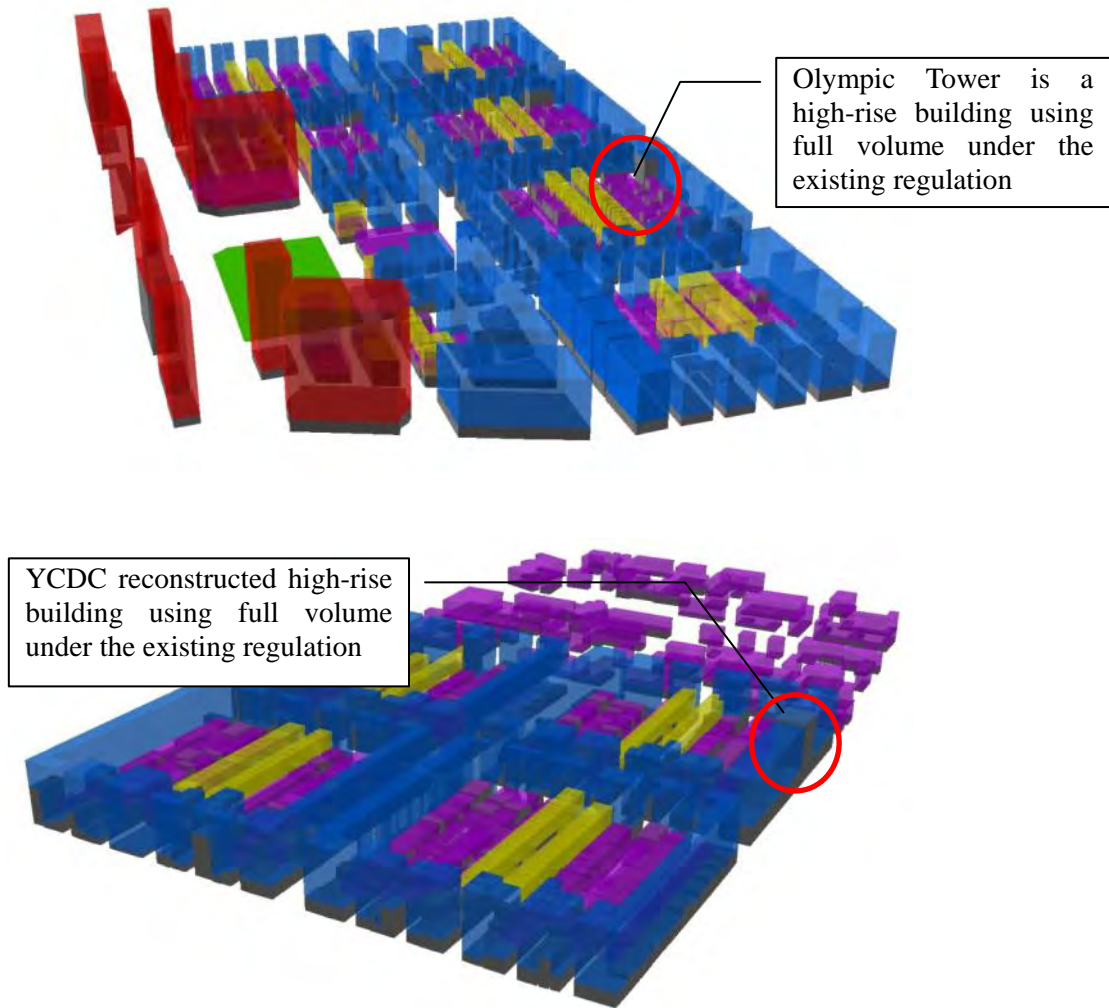 Olympic Tower is a
high-rise building using
full volume under the
existing regulation
YCDC reconstructed high-rise
building using full volume
under the existing regulation